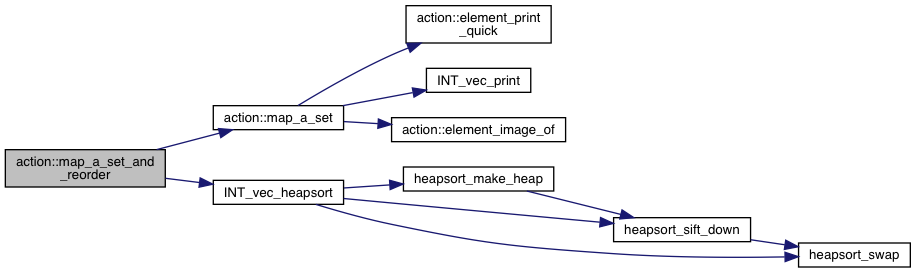 action::element_print
_quick
INT_vec_print
action::map_a_set
action::element_image_of
action::map_a_set_and
_reorder
heapsort_make_heap
INT_vec_heapsort
heapsort_sift_down
heapsort_swap